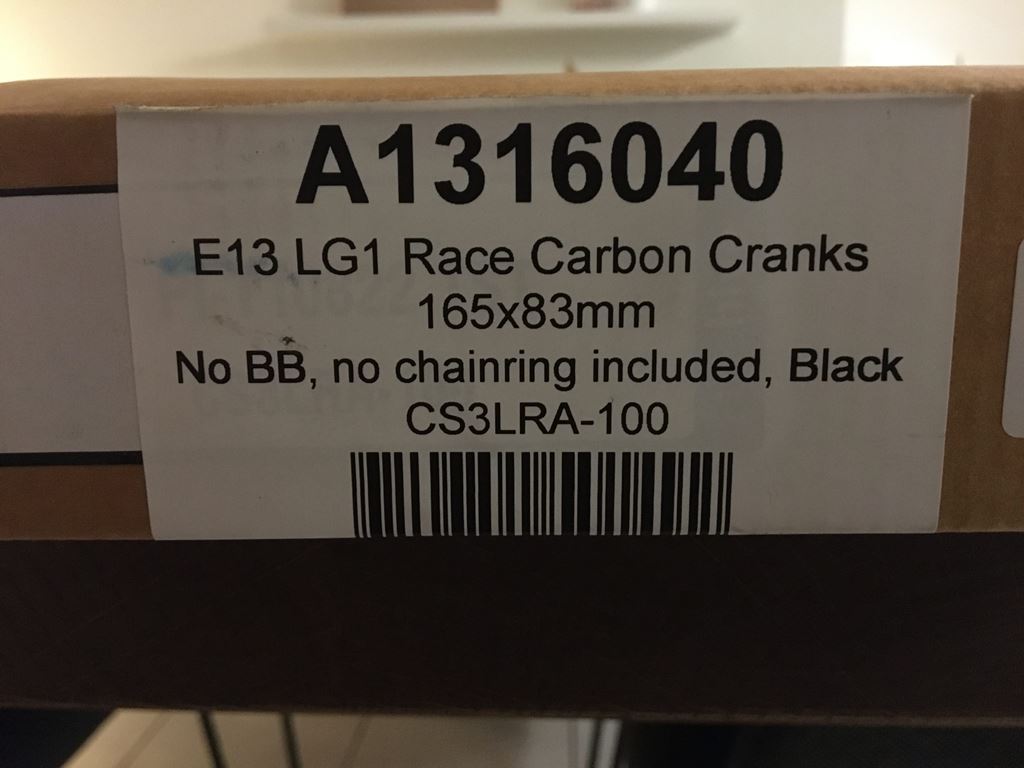 A1316040
E13 LG1 Race Carbon Cranks
165x83mm
No BB, no chainring included, Black
CS3LRA-100